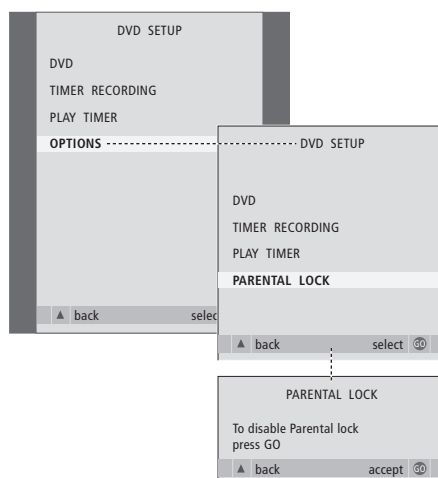 DVD SETUP
DVD
TIMER RECORDING
PLAY TIMER
OPTIONS
▲ back selec
DVD SETUP
DVD
TIMER RECORDING
PLAY TIMER
PARENTAL LOCK
▲ back select GO
PARENTAL LOCK
To disable Parental lock
press GO
▲ back accept GO